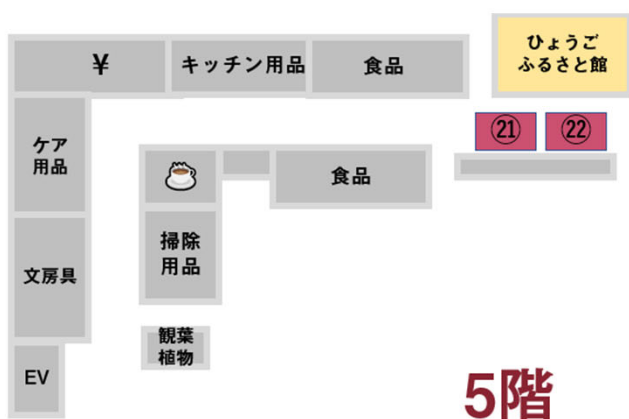 ¥
キッチン用品
食品
ひょうご
ふるさと館
㉑
㉒
ケア
用品
食品
掃除
用品
文房具
観葉
植物
EV
5階